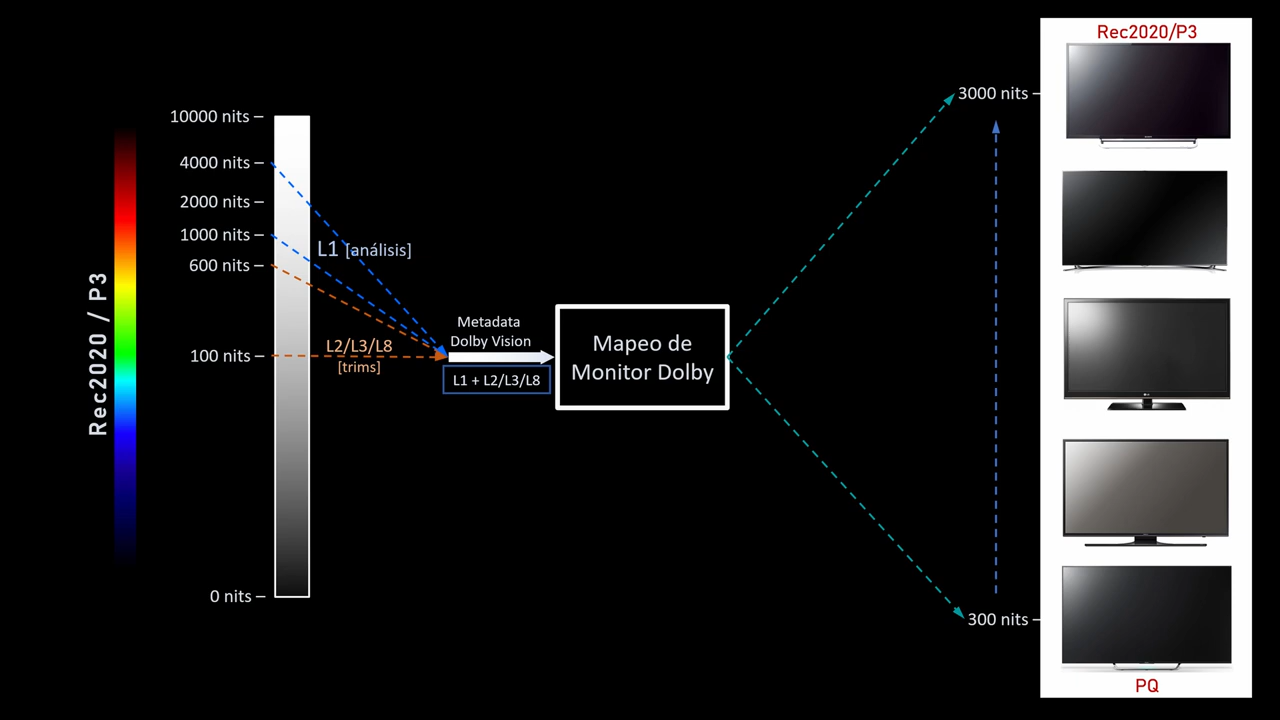 Rec2020 / P3
10000 nits
4000 nits
2000 nits
1000 nits
600 nits
100 nits
0 nits
L1 [análisis]
L2/L3/L8
[trims]
Metadata
Dolby Vision
L1 + L2/L3/L8
Mapeo de
Monitor Dolby
3000 nits
300 nits
Rec2020/P3
PQ